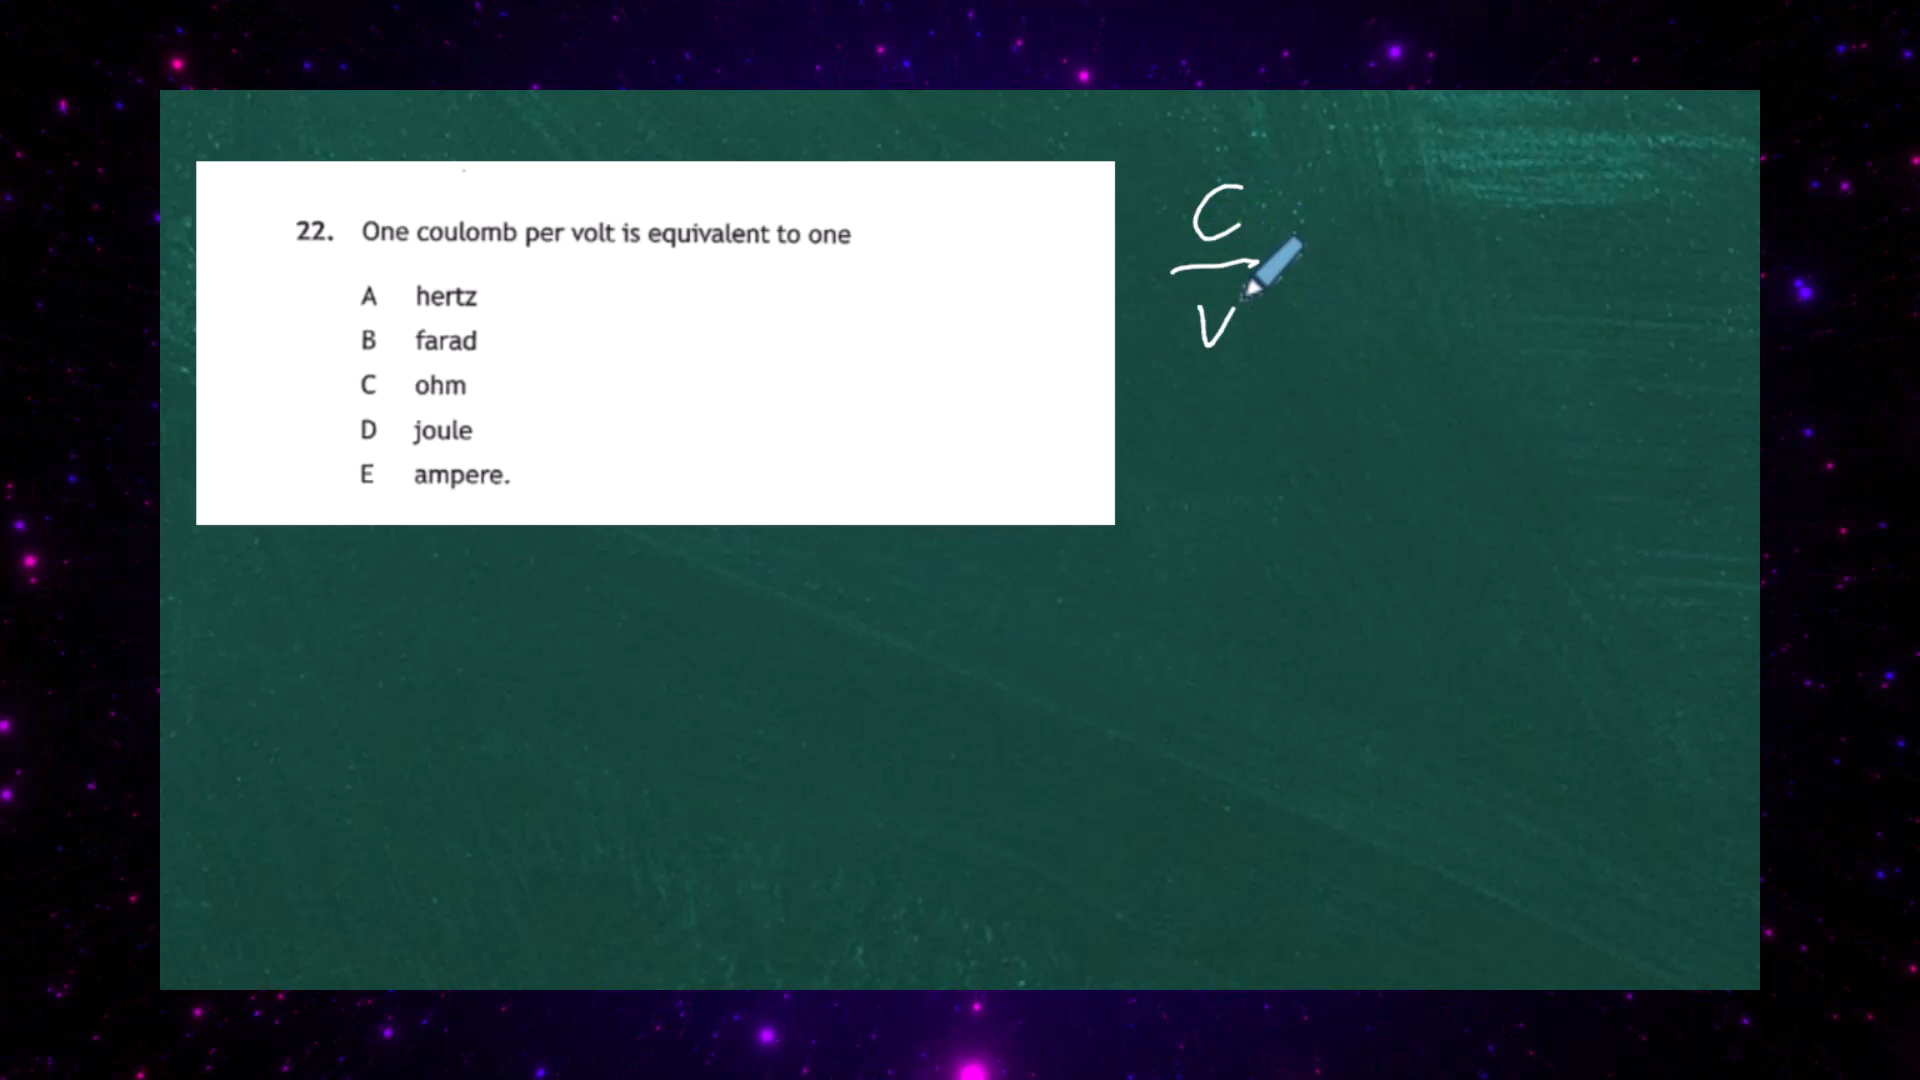 22. One coulomb per volt is equivalent to one
A hertz
B farad
C ohm
D joule
E ampere.
C
V